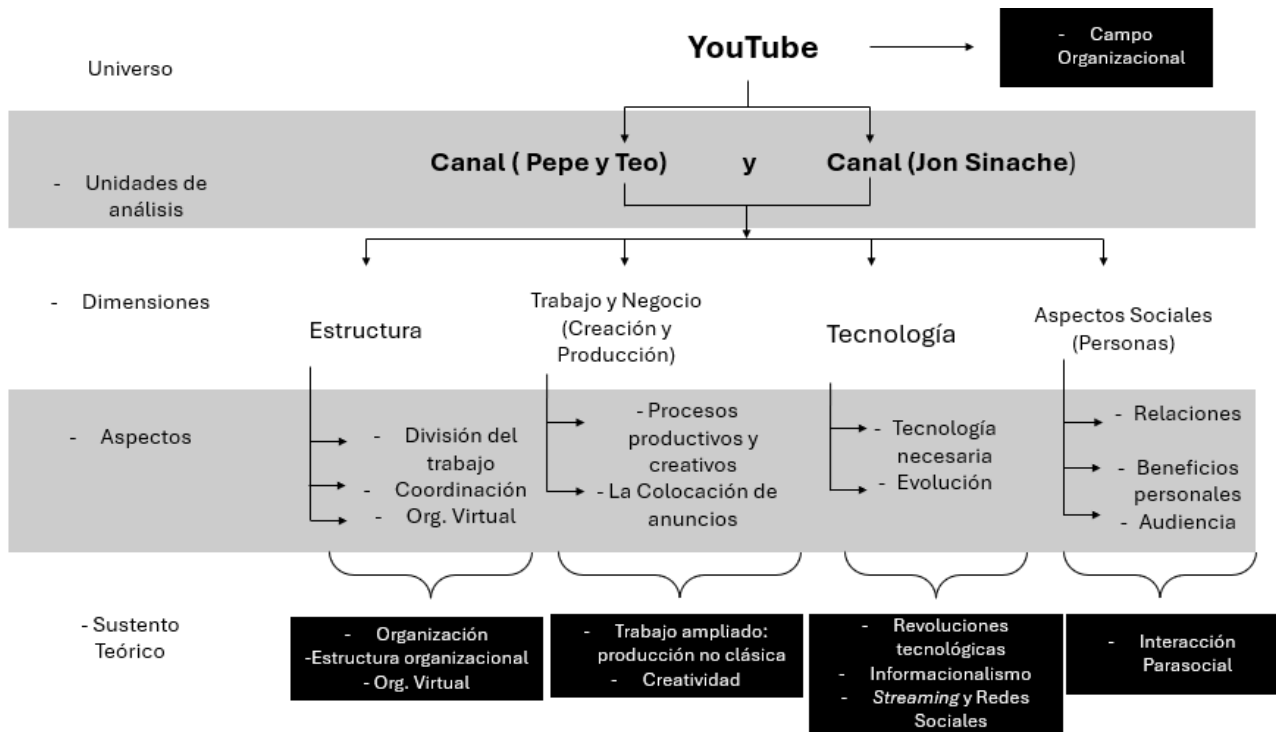 YouTube
- Campo
Organizacional
Universo
Canal ( Pepe y Teo) y Canal (Jon Sinache)
- Unidades de
análisis
- Dimensiones
Estructura
Trabajo y Negocio
(Creación y
Producción)
Tecnología
Aspectos Sociales
(Personas)
- Aspectos
- División del
trabajo
- Coordinación
- Org. Virtual
- Procesos
productivos y
creativos
- La Colocación de
anuncios
- Tecnología
necesaria
- Evolución
- Relaciones
- Beneficios
personales
- Audiencia
- Sustento
Teórico
- Organización
-Estructura organizacional
- Org. Virtual
- Trabajo ampliado:
producción no clásica
- Creatividad
- Revoluciones
tecnológicas
- Informacionalismo
- Streaming y Redes
Sociales
- Interacción
Parasocial